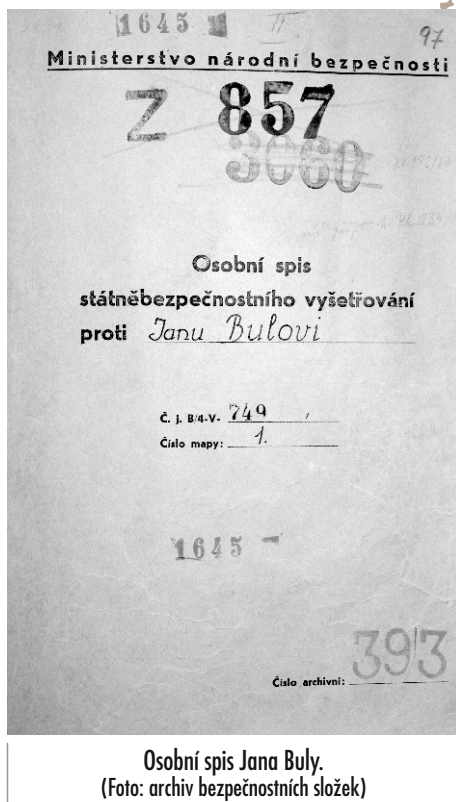 1645 II
97
Ministerstvo národní bezpečnosti
Z 857
3060
Osobní spis
státněbezpečnostního vyšetřování
proti Janu Bulovi
Č. j. B/4-V- 749
Číslo mapy: 1.
1645
393
Číslo archivní:
Osobní spis Jana Buly.
(Foto: archiv bezpečnostních složek)